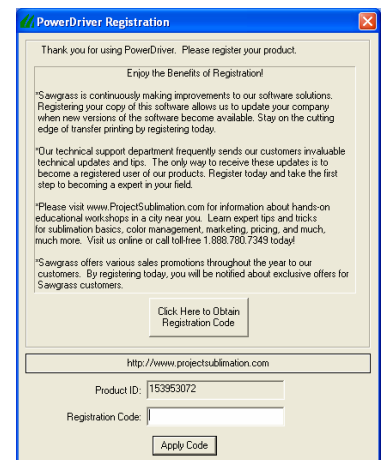 PowerDriver Registration
Thank you for using PowerDriver. Please register your product.
Enjoy the Benefits of Registration!
*Sawgrass is continuously making improvements to our software solutions.
Registering your copy of this software allows us to update your company
when new versions of the software become available. Stay on the cutting
edge of transfer printing by registering today.
*Our technical support department frequently sends our customers invaluable
technical updates and tips. The only way to receive these updates is to
become a registered user of our products. Register today and take the first
step to becoming a expert in your field.
*Please visit www.ProjectSublimation.com for information about hands-on
educational workshops in a city near you. Learn expert tips and tricks
for sublimation basics, color management, marketing, pricing, and much,
much more. Visit us online or call toll-free 1.888.780.7349 today!
*Sawgrass offers various sales promotions throughout the year to our
customers. By registering today, you will be notified about exclusive offers for
Sawgrass customers.
Click Here to Obtain
Registration Code
http://www.projectsublimation.com
Product ID: 153953072
Registration Code:
Apply Code